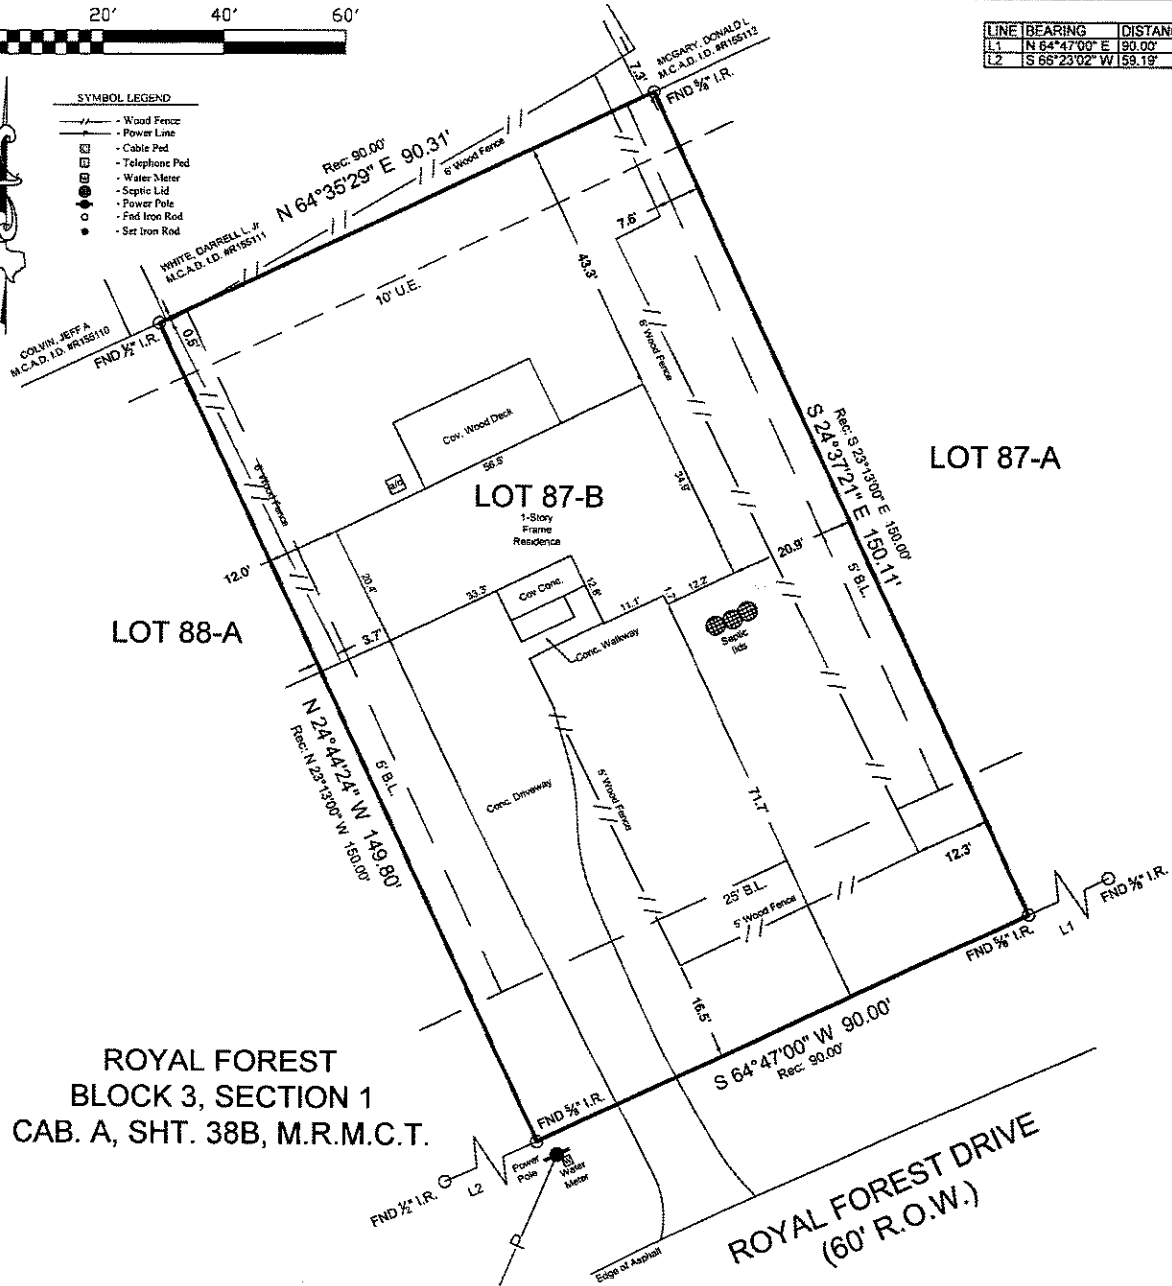 20'
60'
SYMBOL LEGEND
- Wood Fence
- Power Line
- Cable Ped
- Telephone Ped
- Water Meter
- Septic Lid
- Power Pole
- Fnd Iron Rod
- Set Iron Rod
LINE BEARING DISTAN
L1 N 64°47'00" E 90.00'
L2 S 66°23'02" W 59.19'
MCGARY, DONALD L
M.C.A.D. I.D. #R155112
7.3'
FND ⅝" I.R.
Rec: 90.00'
N 64°35'29" E 90.31'
6' Wood Fence
WHITE, DARRELL L, Jr
M.C.A.D. I.D. #R155111
COLVIN, JEFF A
M.C.A.D. I.D. #R155110
FND ½" I.R.
0.5'
10' U.E.
43.3'
7.6'
6' Wood Fence
6' Wood Fence
Cov. Wood Deck
A/C
56.8'
LOT 87-B
1-Story
Frame
Residence
34.9'
Rec: S 23°13'00" E 150.00'
S 24°37'21" E 150.11'
LOT 87-A
12.0'
20.4'
33.3'
Cov Conc.
12.6'
11.1'
1.7'
12.2'
20.9'
5' B.L.
LOT 88-A
3.7'
Conc. Walkway
Septic
lids
N 24°44'24" W 149.80'
Rec: N 23°13'00" W 150.00'
5' B.L.
Conc. Driveway
5' Wood Fence
71.7'
25' B.L.
5' Wood Fence
12.3'
16.5'
FND ⅝" I.R.
L1
FND ⅝" I.R.
S 64°47'00" W 90.00'
Rec: 90.00'
ROYAL FOREST
BLOCK 3, SECTION 1
CAB. A, SHT. 38B, M.R.M.C.T.
FND ⅝" I.R.
Power
Pole
W
Water
Meter
FND ½" I.R.
L2
P
Edge of Asphalt
ROYAL FOREST DRIVE
(60' R.O.W.)